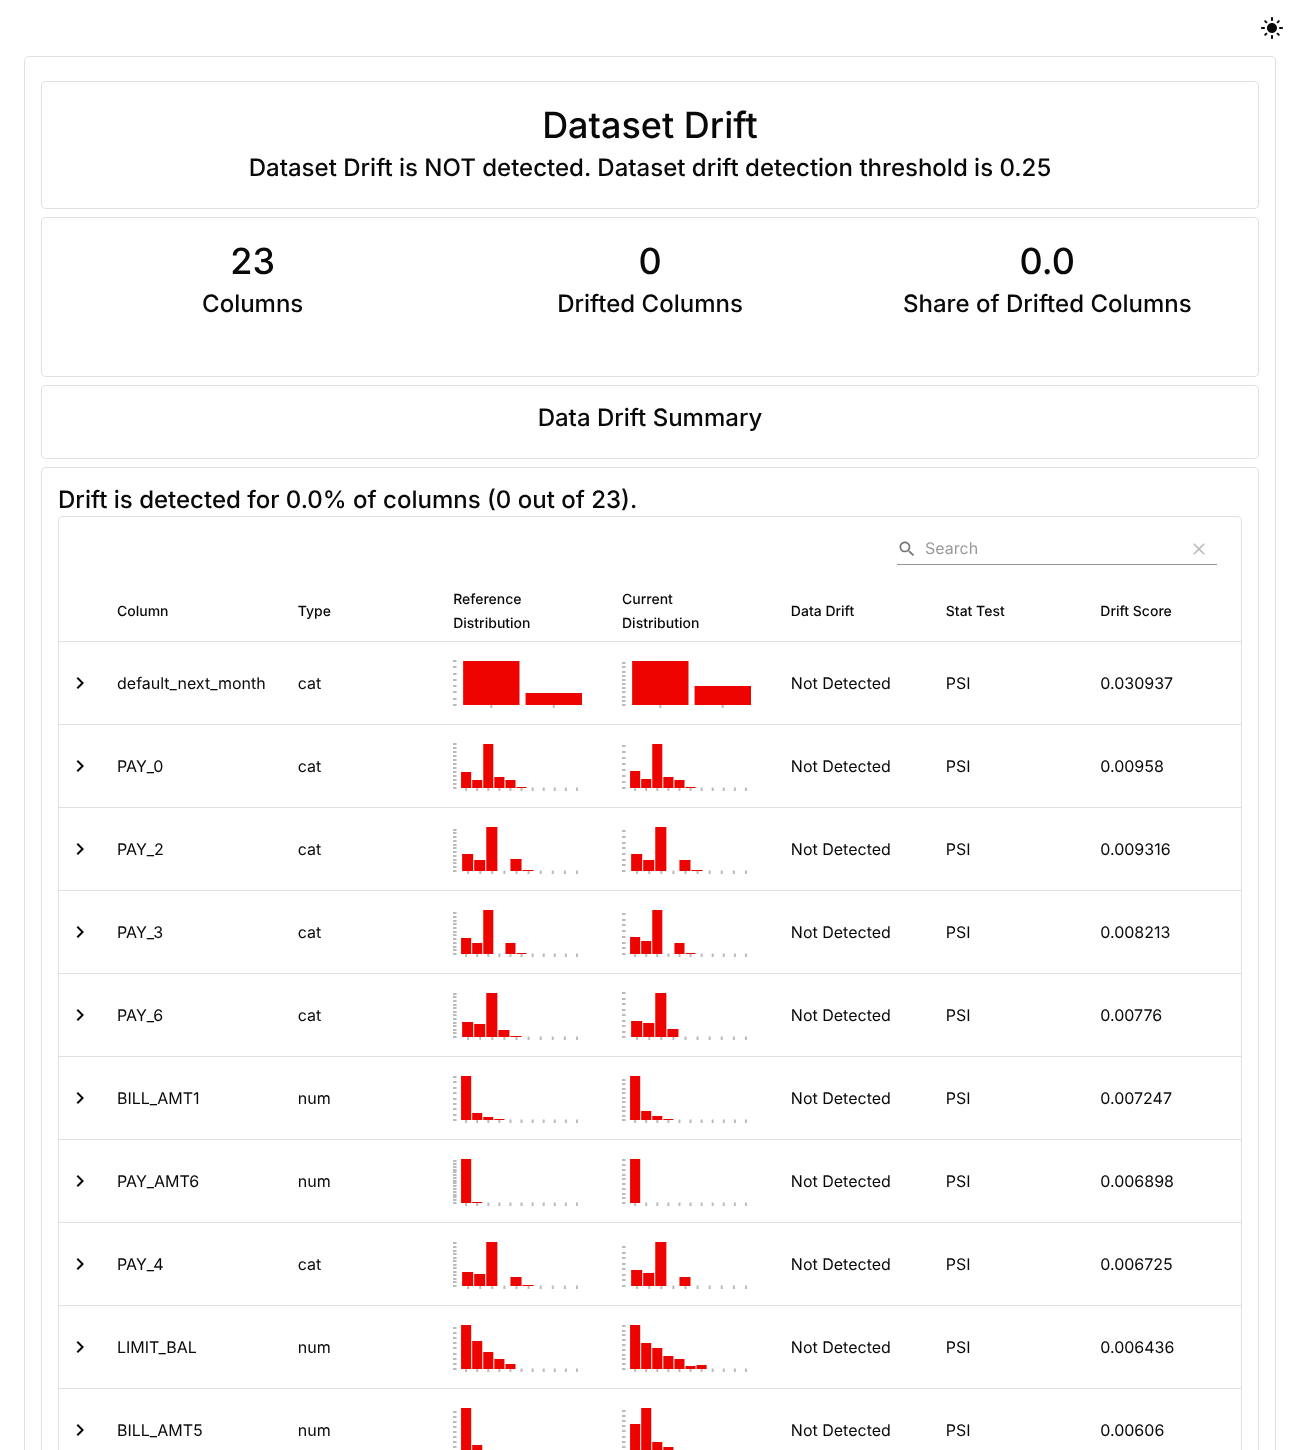 Dataset Drift
Dataset Drift is NOT detected. Dataset drift detection threshold is 0.25
23
Columns
0
Drifted Columns
0.0
Share of Drifted Columns
Data Drift Summary
Drift is detected for 0.0% of columns (0 out of 23).
Search
Column Type Reference Distribution Current Distribution Data Drift Stat Test Drift Score
default_next_month cat Not Detected PSI 0.030937
PAY_0 cat Not Detected PSI 0.00958
PAY_2 cat Not Detected PSI 0.009316
PAY_3 cat Not Detected PSI 0.008213
PAY_6 cat Not Detected PSI 0.00776
BILL_AMT1 num Not Detected PSI 0.007247
PAY_AMT6 num Not Detected PSI 0.006898
PAY_4 cat Not Detected PSI 0.006725
LIMIT_BAL num Not Detected PSI 0.006436
BILL_AMT5 num Not Detected PSI 0.00606